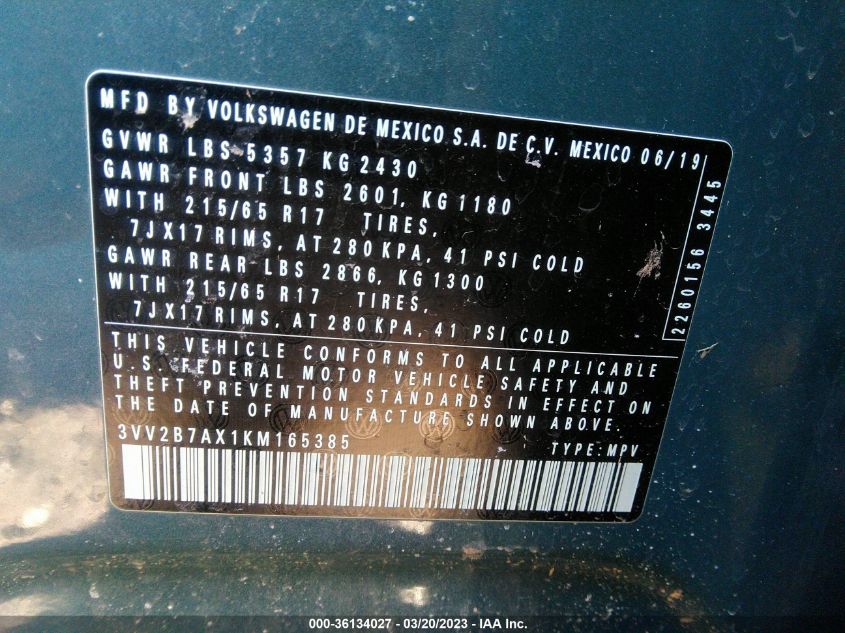 MFD BY VOLKSWAGEN DE MEXICO S.A. DE C.V. MEXICO 06/19
GVWR LBS 5357 KG 2430
GAWR FRONT LBS 2601, KG 1180
WITH 215/65 R17 TIRES,
7JX17 RIMS, AT 280 KPA, 41 PSI COLD
GAWR REAR LBS 2866, KG 1300
WITH 215/65 R17 TIRES,
7JX17 RIMS, AT 280 KPA, 41 PSI COLD
2260156 3445
THIS VEHICLE CONFORMS TO ALL APPLICABLE
U.S. FEDERAL MOTOR VEHICLE SAFETY AND
THEFT PREVENTION STANDARDS IN EFFECT ON
THE DATE OF MANUFACTURE SHOWN ABOVE.
3VV2B7AX1KM165385 TYPE: MPV
000-36134027 - 03/20/2023 - IAA Inc.